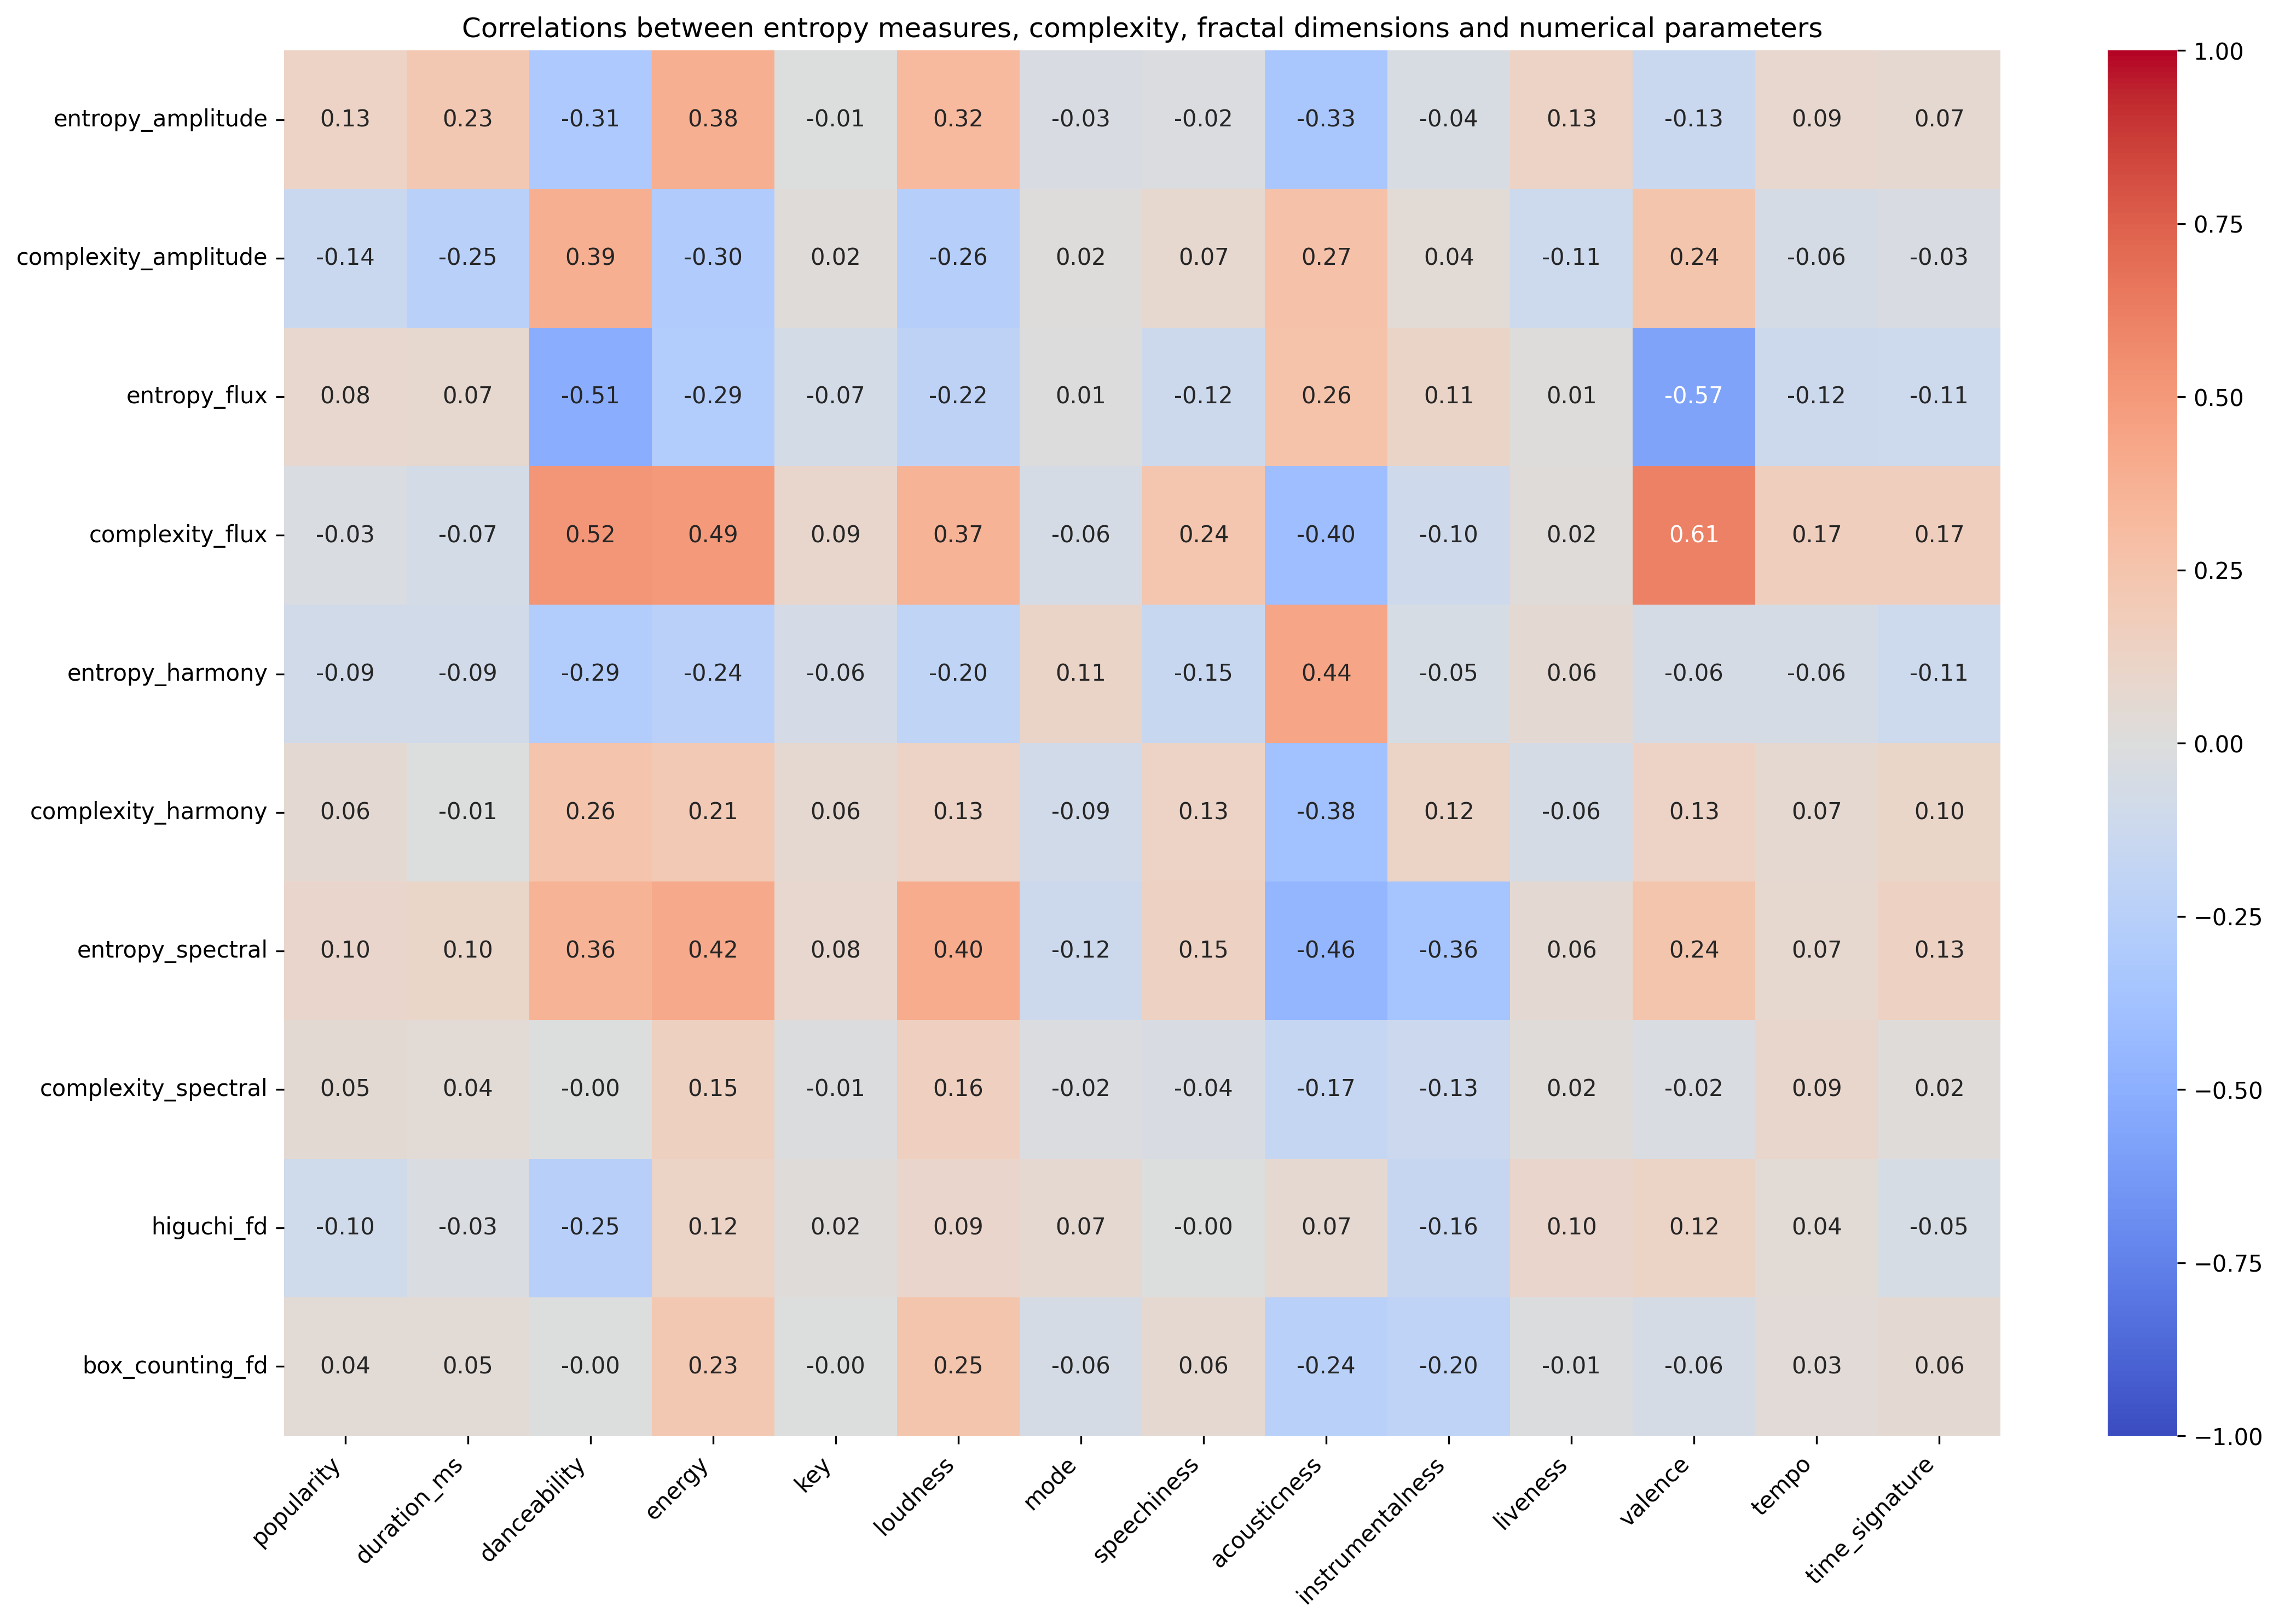 Correlations between entropy measures, complexity, fractal dimensions and numerical parameters
entropy_amplitude 0.13 0.23 -0.31 0.38 -0.01 0.32 -0.03 -0.02 -0.33 -0.04 0.13 -0.13 0.09 0.07
complexity_amplitude -0.14 -0.25 0.39 -0.30 0.02 -0.26 0.02 0.07 0.27 0.04 -0.11 0.24 -0.06 -0.03
entropy_flux 0.08 0.07 -0.51 -0.29 -0.07 -0.22 0.01 -0.12 0.26 0.11 0.01 -0.57 -0.12 -0.11
complexity_flux -0.03 -0.07 0.52 0.49 0.09 0.37 -0.06 0.24 -0.40 -0.10 0.02 0.61 0.17 0.17
entropy_harmony -0.09 -0.09 -0.29 -0.24 -0.06 -0.20 0.11 -0.15 0.44 -0.05 0.06 -0.06 -0.06 -0.11
complexity_harmony 0.06 -0.01 0.26 0.21 0.06 0.13 -0.09 0.13 -0.38 0.12 -0.06 0.13 0.07 0.10
entropy_spectral 0.10 0.10 0.36 0.42 0.08 0.40 -0.12 0.15 -0.46 -0.36 0.06 0.24 0.07 0.13
complexity_spectral 0.05 0.04 -0.00 0.15 -0.01 0.16 -0.02 -0.04 -0.17 -0.13 0.02 -0.02 0.09 0.02
higuchi_fd -0.10 -0.03 -0.25 0.12 0.02 0.09 0.07 -0.00 0.07 -0.16 0.10 0.12 0.04 -0.05
box_counting_fd 0.04 0.05 -0.00 0.23 -0.00 0.25 -0.06 0.06 -0.24 -0.20 -0.01 -0.06 0.03 0.06
popularity duration_ms danceability energy key loudness mode speechiness acousticness instrumentalness liveness valence tempo time_signature
1.00
0.75
0.50
0.25
0.00
−0.25
−0.50
−0.75
−1.00